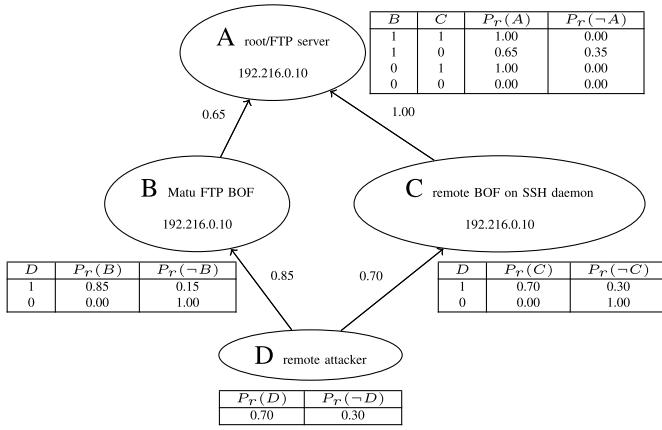 B C Pr(A) Pr(¬A)
1 1 1.00 0.00
1 0 0.65 0.35
0 1 1.00 0.00
0 0 0.00 0.00
A root/FTP server
192.216.0.10
0.65
1.00
B Matu FTP BOF
192.216.0.10
C remote BOF on SSH daemon
192.216.0.10
D Pr(B) Pr(¬B)
1 0.85 0.15
0 0.00 1.00
0.85
0.70
D Pr(C) Pr(¬C)
1 0.70 0.30
0 0.00 1.00
D remote attacker
Pr(D) Pr(¬D)
0.70 0.30